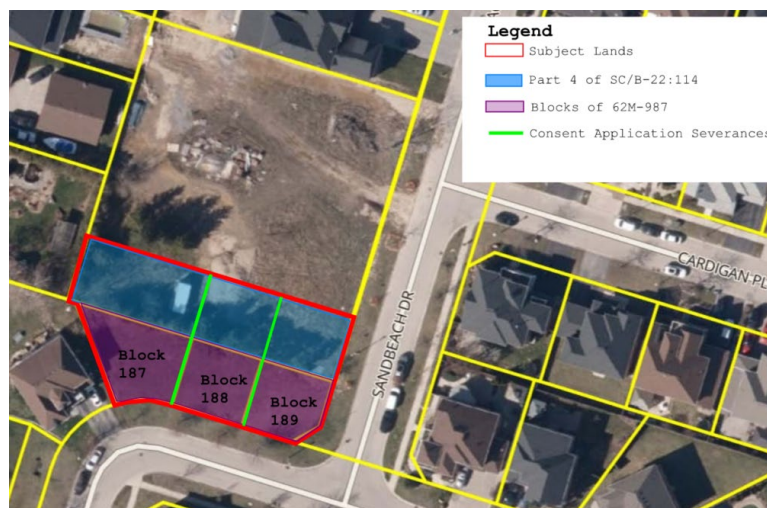 Legend
Subject Lands
Part 4 of SC/B-22:114
Blocks of 62M-987
Consent Application Severances
CARDIGAN PL
SANDBEACH DR
Block
187
Block
188
Block
189